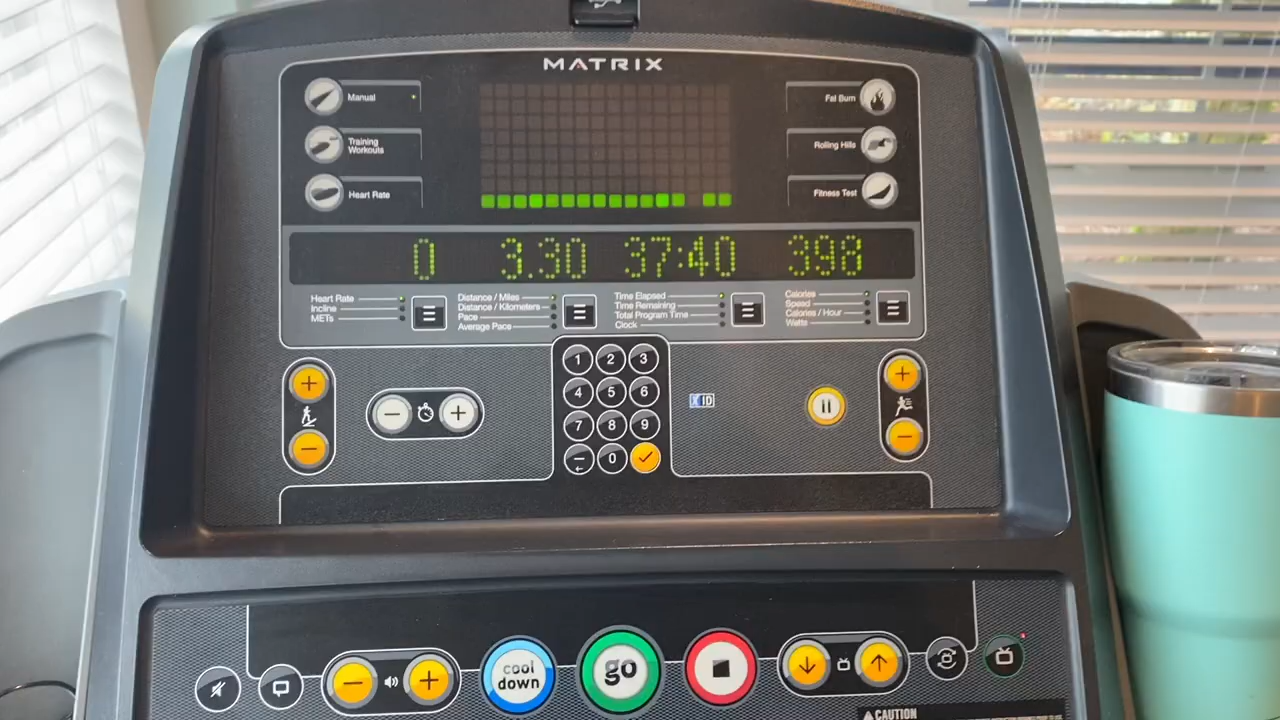 MATRIX
Manual
Training
Workouts
Heart Rate
Fat Burn
Rolling Hills
Fitness Test
0 3.30 37:40 398
Heart Rate
Incline
METs
Distance / Miles
Distance / Kilometers
Pace
Average Pace
Time Elapsed
Time Remaining
Total Program Time
Clock
Calories
Speed
Calories / Hour
Watts
1 2 3
4 5 6
7 8 9
0
xID
cool
down
go
CAUTION